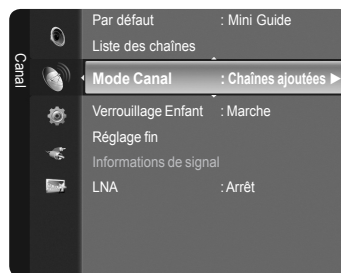 Canal
Par défaut : Mini Guide
Liste des chaînes
Mode Canal : Chaînes ajoutées ►
Verrouillage Enfant : Marche
Réglage fin
Informations de signal
LNA : Arrêt